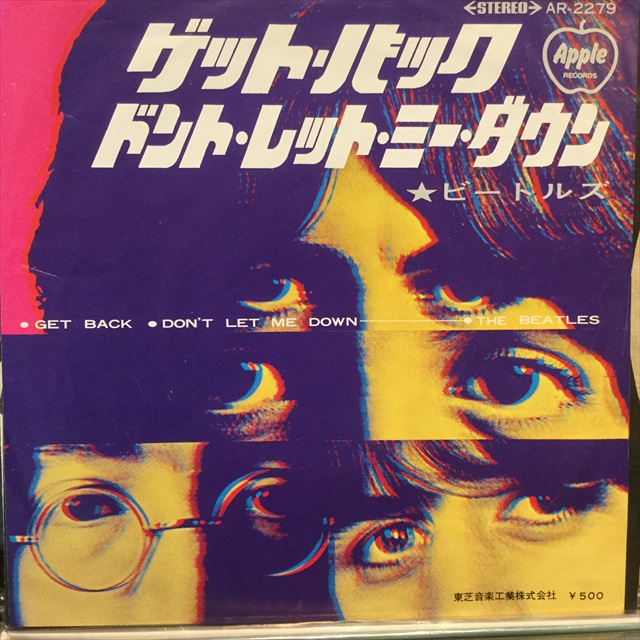 ←STEREO→ AR-2279
Apple
RECORDS
ゲット・バック
ドント・レット・ミー・ダウン
★ビートルズ
●GET BACK ●DON'T LET ME DOWN ●THE BEATLES
東芝音楽工業株式会社 ¥500